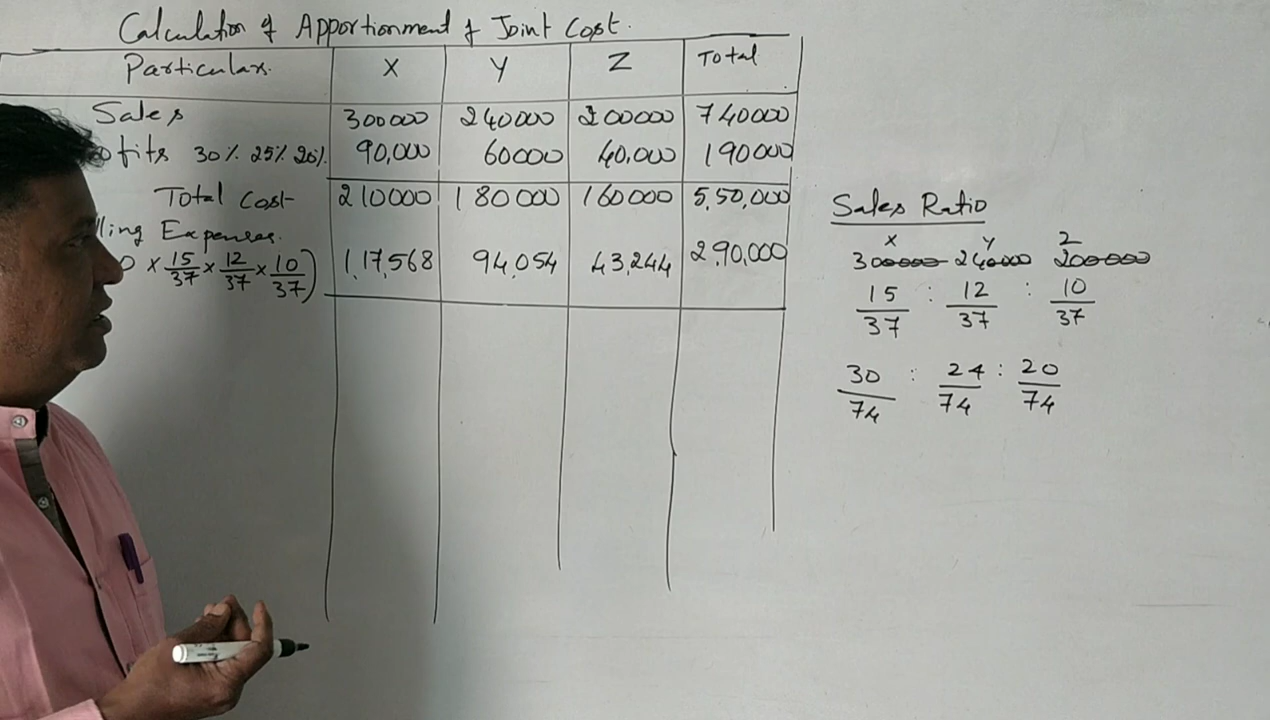 Calculation of Apportionment of Joint Cost.
Particulars. X Y Z Total
Sales 300000 240000 200000 740000
ofits 30% 25% 20%. 90,000 60000 40,000 190000
Total Cost 210000 180000 160000 5,50,000
lling Expenses.
0 × 15/37 × 12/37 × 10/37) 1,17,568 94,054 43,244 2,90,000
Sales Ratio
X Y Z
300000 240000 200000
15/37 : 12/37 : 10/37
30/74 : 24/74 : 20/74